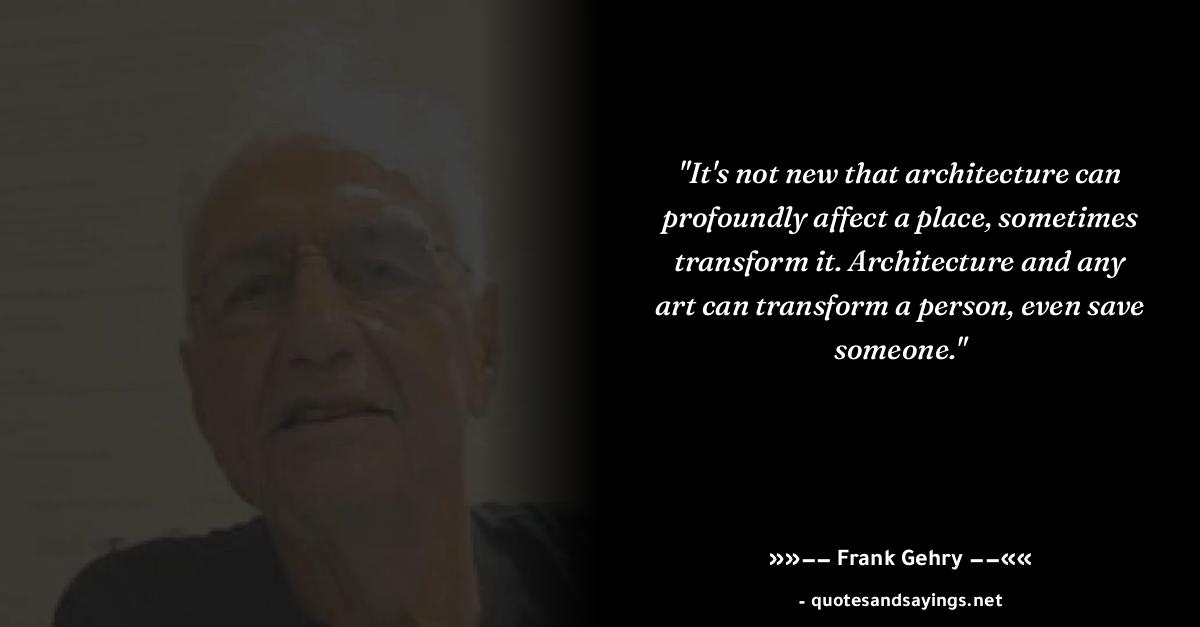 "It's not new that architecture can
profoundly affect a place, sometimes
transform it. Architecture and any
art can transform a person, even save
someone."
»»–– Frank Gehry ––««
- quotesandsayings.net